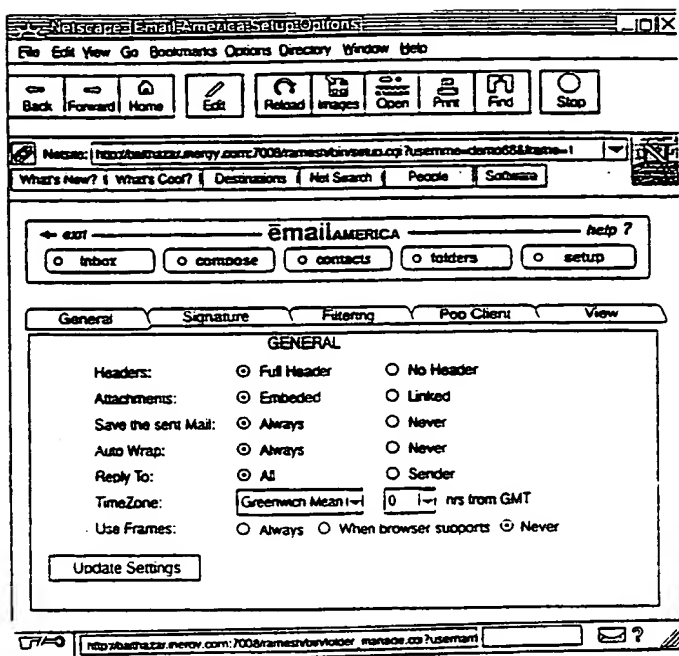 Netscape: Email America: Setup: Options
File Edit View Go Bookmarks Options Directory Window Help
Back Forward Home Edit Reload Images Open Print Find Stop
Netsite:
What's New? What's Cool? Destinations Net Search People Software
exit ēmailAMERICA help ?
inbox compose contacts folders setup
General Signature Filtering Pop Client View
GENERAL
Headers: Full Header No Header
Attachments: Embeded Linked
Save the sent Mail: Always Never
Auto Wrap: Always Never
Reply To: All Sender
TimeZone: Greenwich Mean 0 hrs from GMT
Use Frames: Always When browser supports Never
Update Settings
?